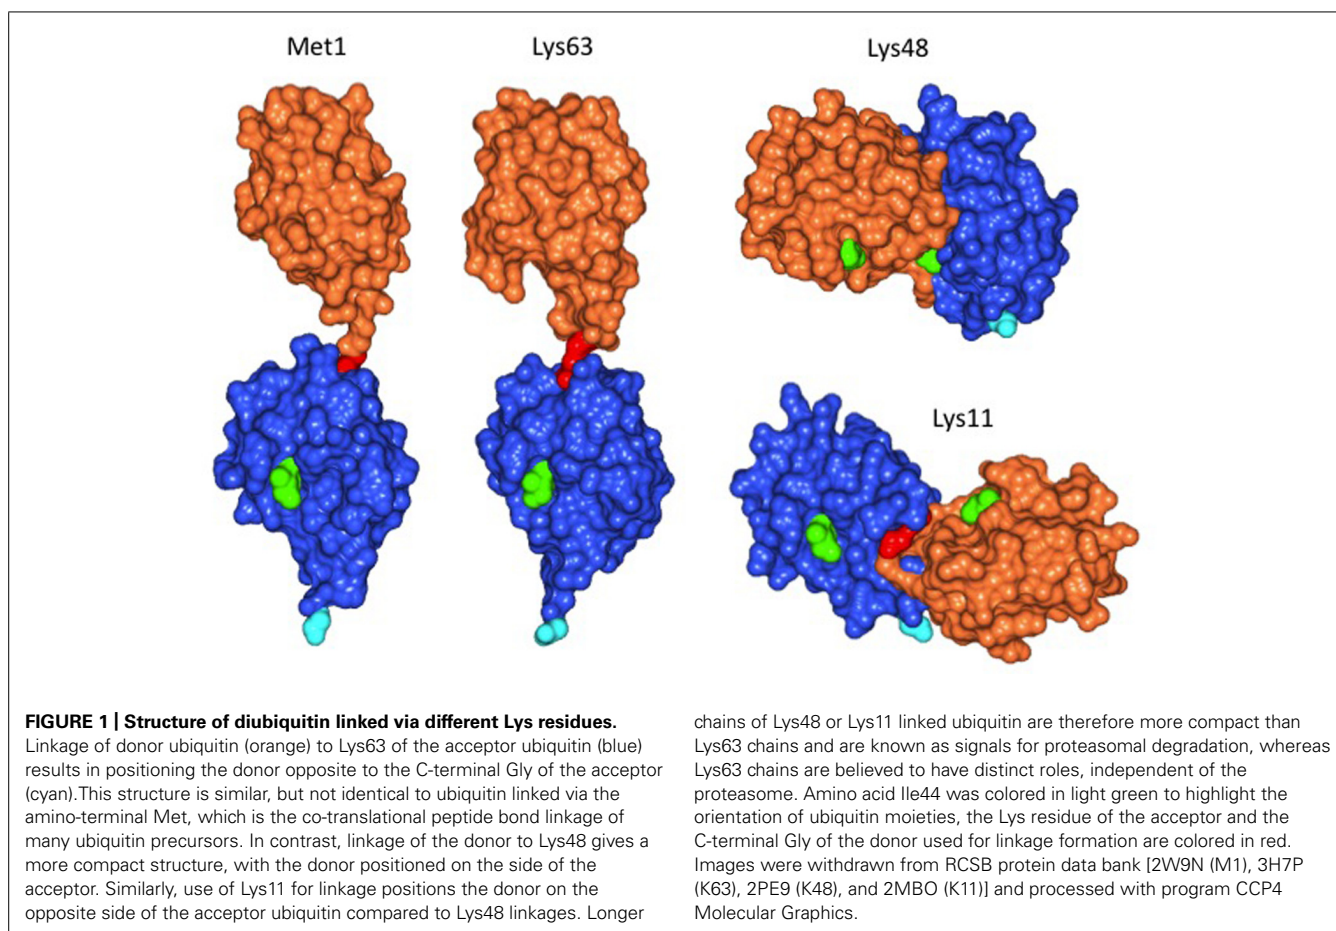 Met1
Lys63
Lys48
Lys11
FIGURE 1 | Structure of diubiquitin linked via different Lys residues.
Linkage of donor ubiquitin (orange) to Lys63 of the acceptor ubiquitin (blue)
results in positioning the donor opposite to the C-terminal Gly of the acceptor
(cyan).This structure is similar, but not identical to ubiquitin linked via the
amino-terminal Met, which is the co-translational peptide bond linkage of
many ubiquitin precursors. In contrast, linkage of the donor to Lys48 gives a
more compact structure, with the donor positioned on the side of the
acceptor. Similarly, use of Lys11 for linkage positions the donor on the
opposite side of the acceptor ubiquitin compared to Lys48 linkages. Longer
chains of Lys48 or Lys11 linked ubiquitin are therefore more compact than
Lys63 chains and are known as signals for proteasomal degradation, whereas
Lys63 chains are believed to have distinct roles, independent of the
proteasome. Amino acid Ile44 was colored in light green to highlight the
orientation of ubiquitin moieties, the Lys residue of the acceptor and the
C-terminal Gly of the donor used for linkage formation are colored in red.
Images were withdrawn from RCSB protein data bank [2W9N (M1), 3H7P
(K63), 2PE9 (K48), and 2MBO (K11)] and processed with program CCP4
Molecular Graphics.